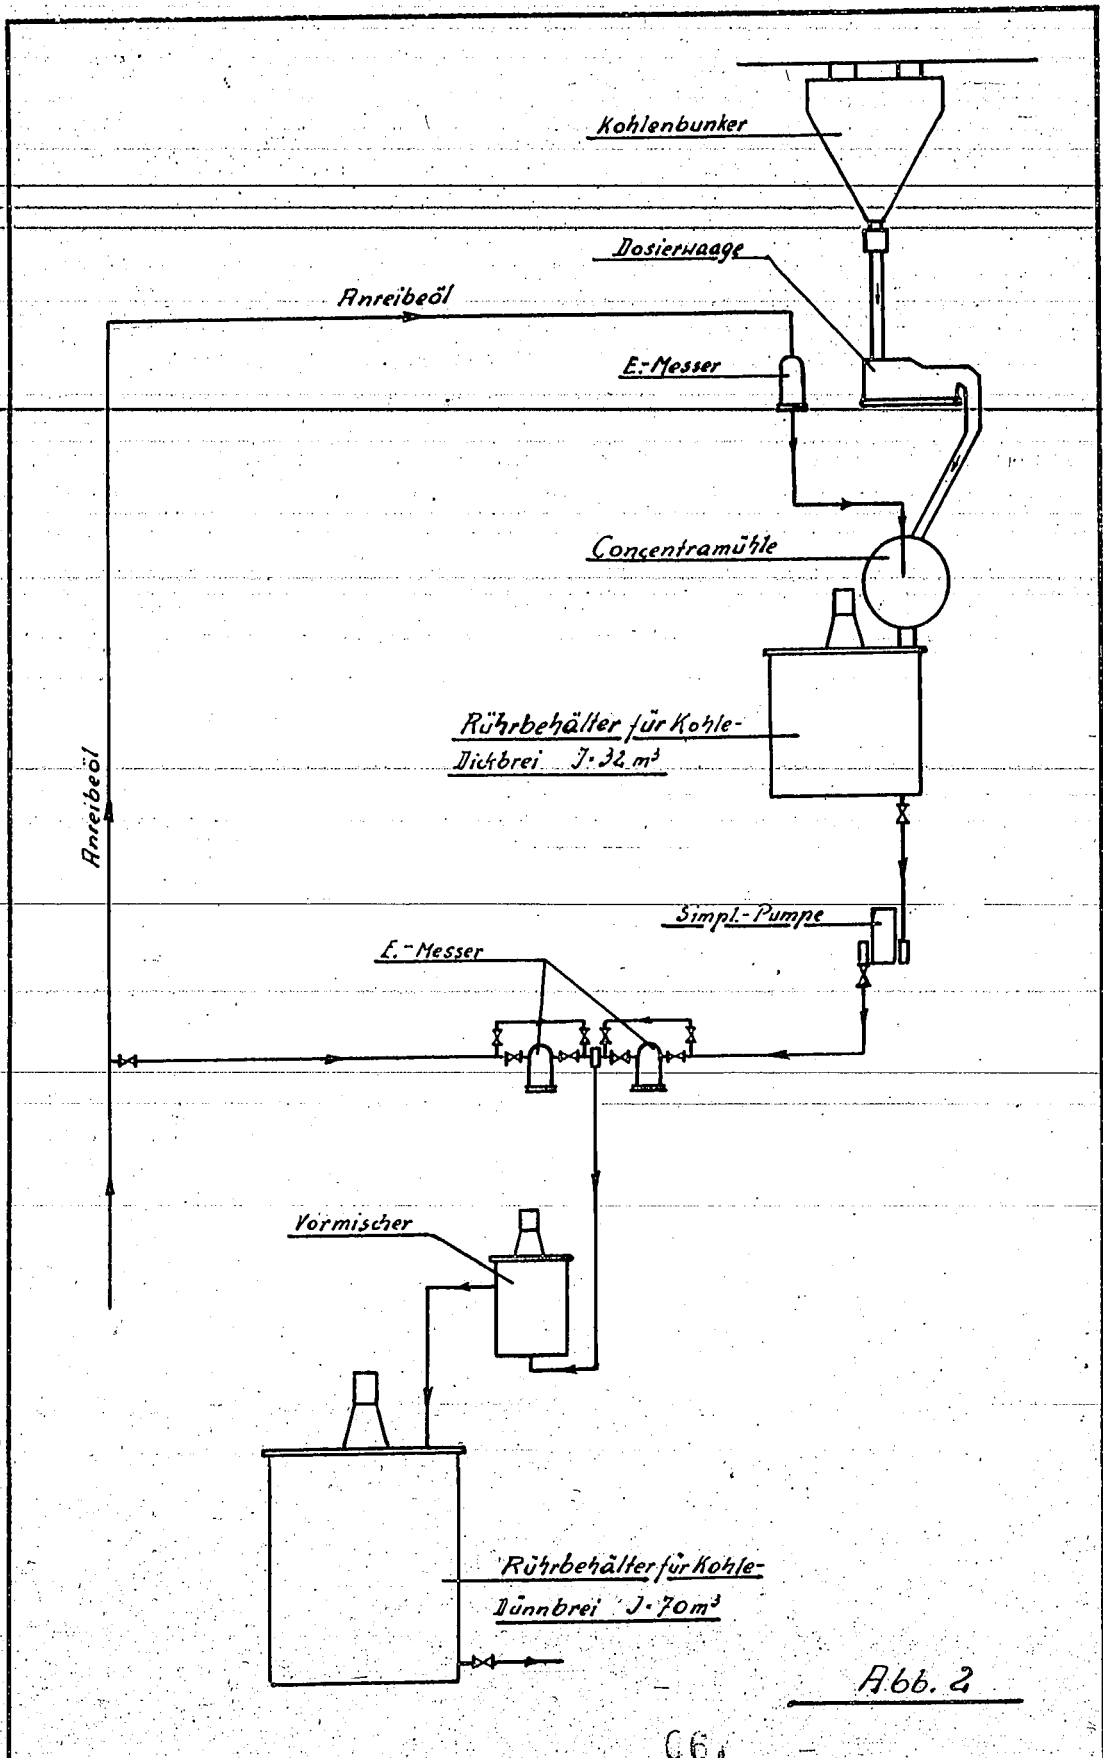 Kohlenbunker
Dosierwaage
Anreibeöl
E.-Messer
Concentramühle
Rührbehälter für Kohle-
Dickbrei J=32 m³
Anreibeöl
Simpl.-Pumpe
E.-Messer
Vormischer
Rührbehälter für Kohle-
Dünnbrei J=70 m³
Abb. 2